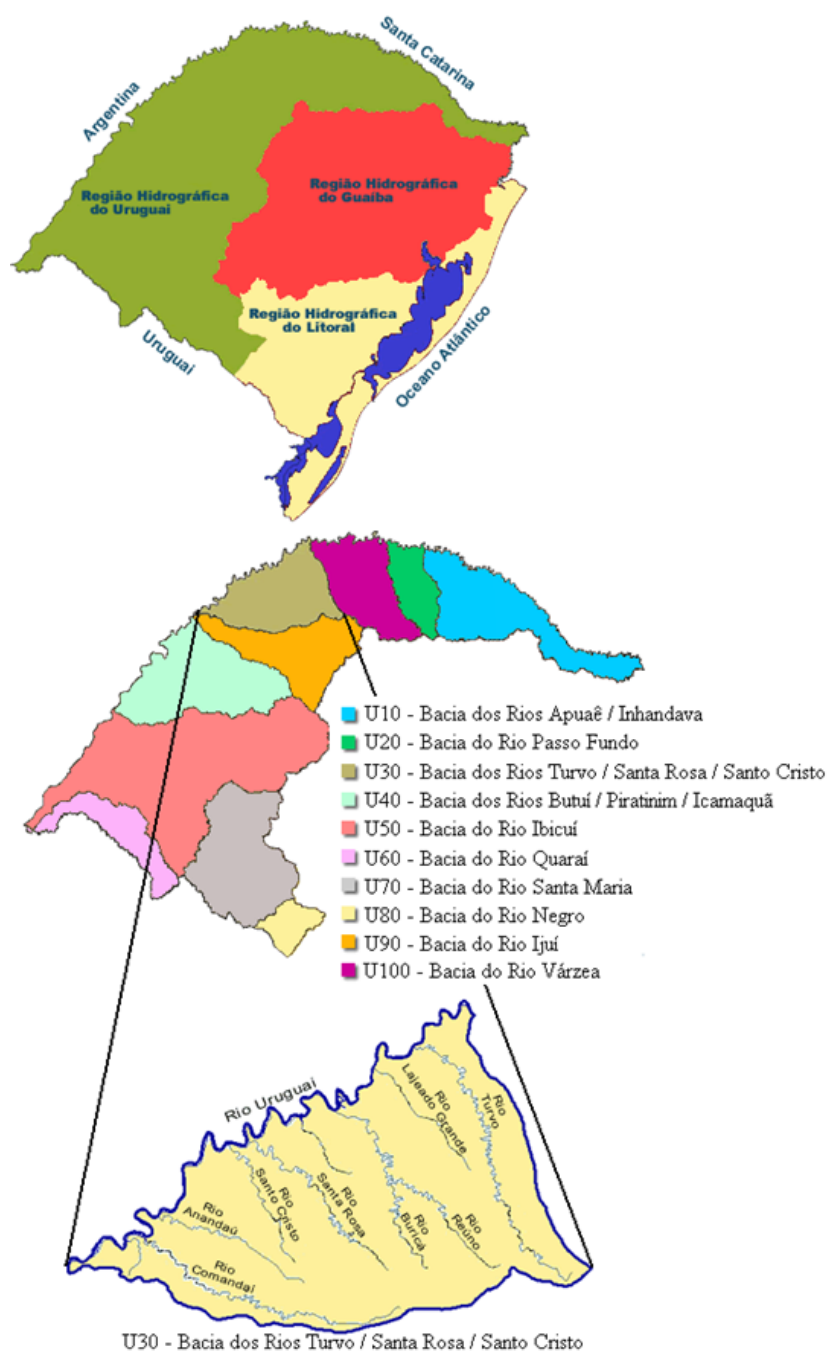 Santa Catarina
Argentina
Região Hidrográfica
do Uruguai
Região Hidrográfica
do Guaíba
Região Hidrográfica
do Litoral
Uruguai
Oceano Atlântico
U10 - Bacia dos Rios Apuaê / Inhandava
U20 - Bacia do Rio Passo Fundo
U30 - Bacia dos Rios Turvo / Santa Rosa / Santo Cristo
U40 - Bacia dos Rios Butuí / Piratinim / Icamaquã
U50 - Bacia do Rio Ibicuí
U60 - Bacia do Rio Quaraí
U70 - Bacia do Rio Santa Maria
U80 - Bacia do Rio Negro
U90 - Bacia do Rio Ijuí
U100 - Bacia do Rio Várzea
Rio Uruguai
Rio
Lajeado Grande
Rio
Turvo
Rio
Santo Cristo
Rio
Santa Rosa
Rio
Buricá
Rio
Reúno
Rio
Anandaú
Rio
Comandaí
U30 - Bacia dos Rios Turvo / Santa Rosa / Santo Cristo